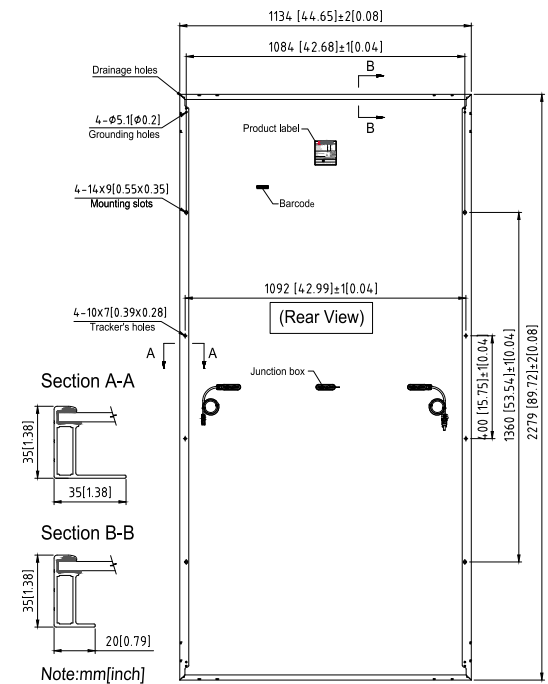 1134 [44.65]±2[0.08]
1084 [42.68]±1[0.04]
B
Drainage holes
4-Φ5.1[Φ0.2]
Grounding holes
B
Product label
4-14x9[0.55x0.35]
Mounting slots
Barcode
1092 [42.99]±1[0.04]
(Rear View)
4-10x7[0.39x0.28]
Tracker's holes
A
A
400 [15.75]±1[0.04]
1360 [53.54]±1[0.04]
2279 [89.72]±2[0.08]
Junction box
Section A-A
35[1.38]
35[1.38]
Section B-B
35[1.38]
20[0.79]
Note:mm[inch]